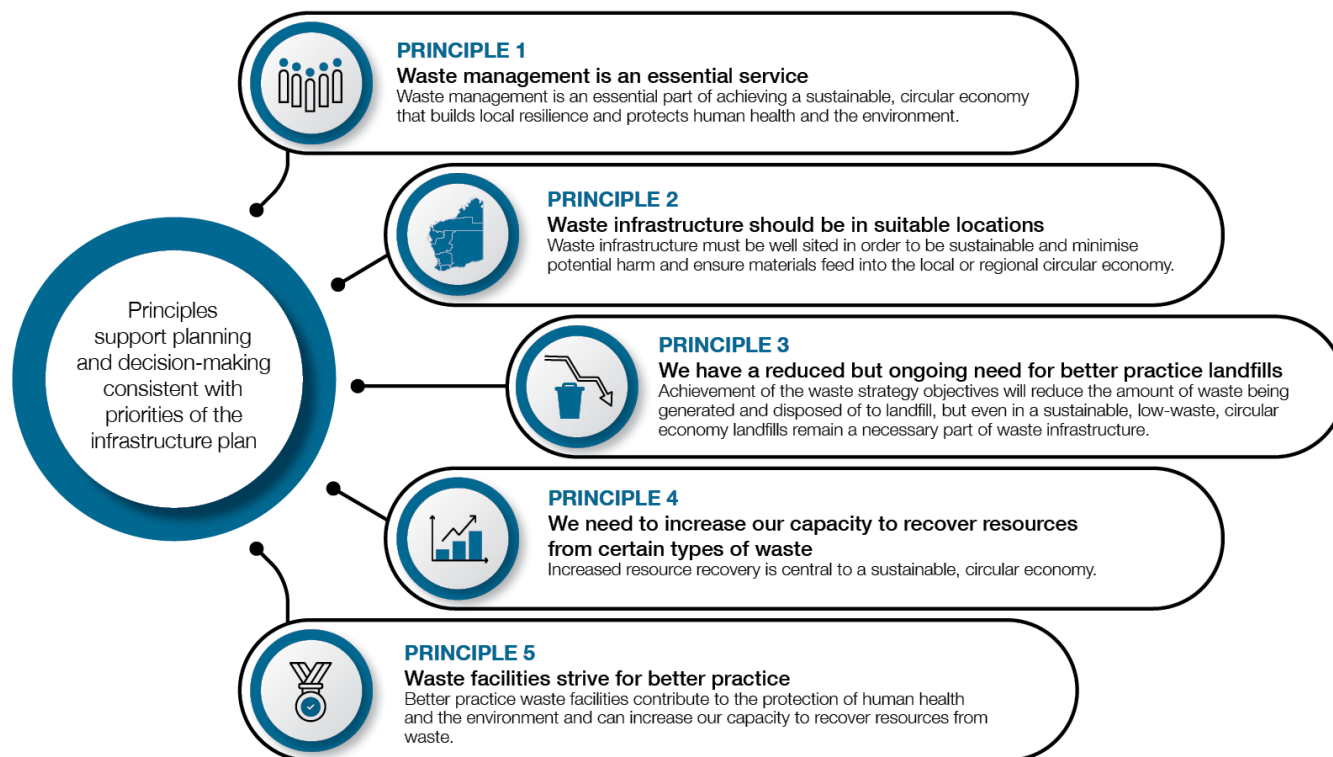 PRINCIPLE 1
Waste management is an essential service
Waste management is an essential part of achieving a sustainable, circular economy
that builds local resilience and protects human health and the environment.
PRINCIPLE 2
Waste infrastructure should be in suitable locations
Waste infrastructure must be well sited in order to be sustainable and minimise
potential harm and ensure materials feed into the local or regional circular economy.
Principles
support planning
and decision-making
consistent with
priorities of the
infrastructure plan
PRINCIPLE 3
We have a reduced but ongoing need for better practice landfills
Achievement of the waste strategy objectives will reduce the amount of waste being
generated and disposed of to landfill, but even in a sustainable, low-waste, circular
economy landfills remain a necessary part of waste infrastructure.
PRINCIPLE 4
We need to increase our capacity to recover resources
from certain types of waste
Increased resource recovery is central to a sustainable, circular economy.
PRINCIPLE 5
Waste facilities strive for better practice
Better practice waste facilities contribute to the protection of human health
and the environment and can increase our capacity to recover resources from
waste.